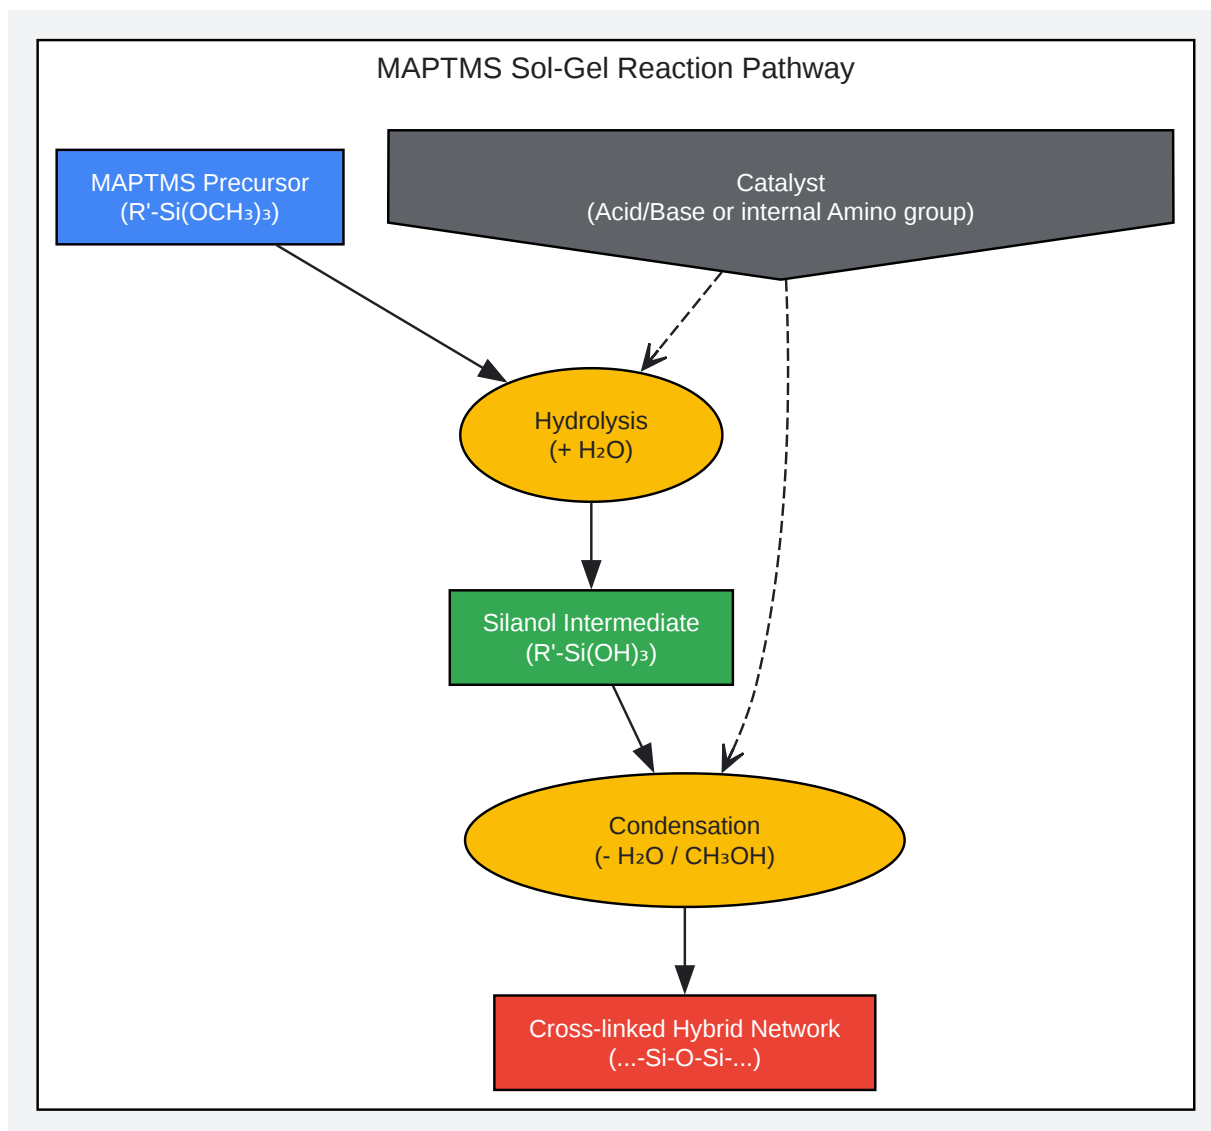 MAPTMS Sol-Gel Reaction Pathway
MAPTMS Precursor
(R'-Si(OCH₃)₃)
Catalyst
(Acid/Base or internal Amino group)
Hydrolysis
(+ H₂O)
Silanol Intermediate
(R'-Si(OH)₃)
Condensation
(- H₂O / CH₃OH)
Cross-linked Hybrid Network
(...-Si-O-Si-...)